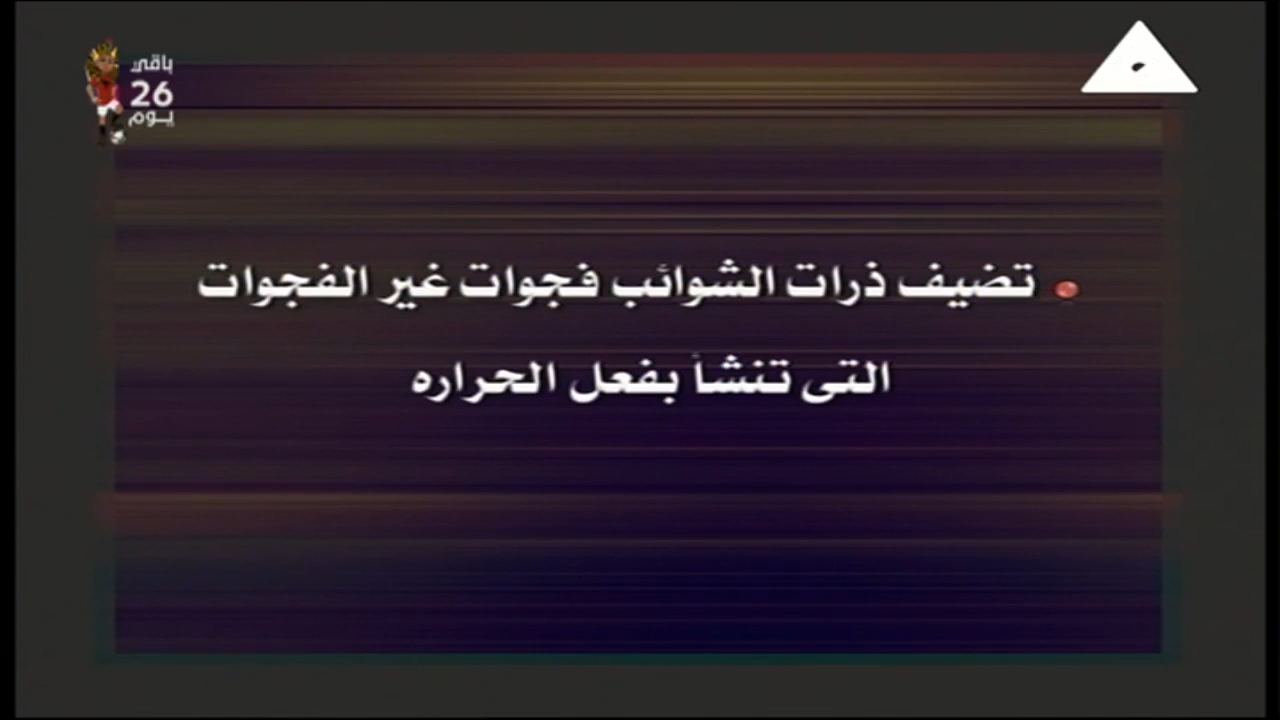 باقي
26
يوم
تضيف ذرات الشوائب فجوات غير الفجوات
التى تنشأ بفعل الحراره